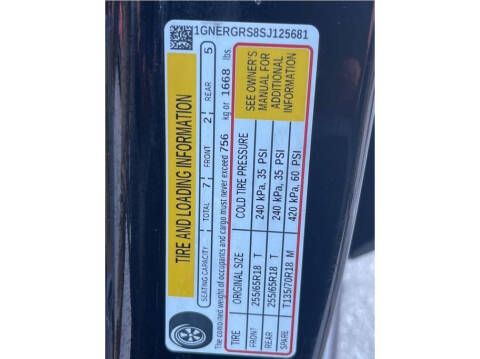 1GNERGRS8SJ125681
TIRE AND LOADING INFORMATION
SEATING CAPACITY TOTAL 7 FRONT 2 REAR 5
The combined weight of occupants and cargo must never exceed 756 kg or 1668 lbs.
TIRE ORIGINAL SIZE COLD TIRE PRESSURE
FRONT 255/65R18 T 240 kPa, 35 PSI
REAR 255/65R18 T 240 kPa, 35 PSI
SPARE T135/70R18 M 420 kPa, 60 PSI
SEE OWNER'S
MANUAL FOR
ADDITIONAL
INFORMATION